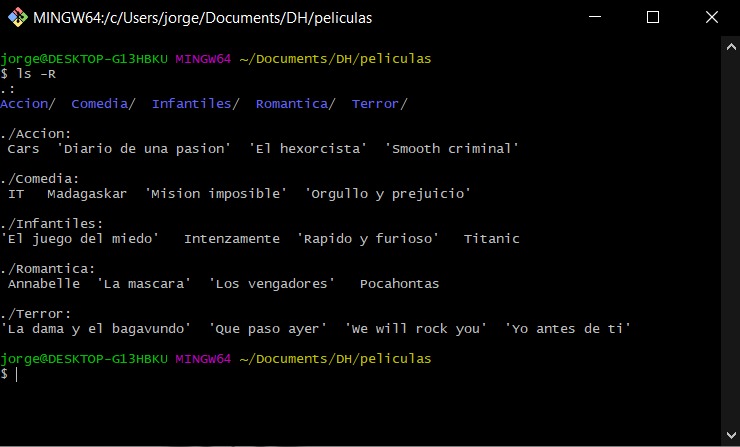 MINGW64:/c/Users/jorge/Documents/DH/peliculas
jorge@DESKTOP-G13HBKU MINGW64 ~/Documents/DH/peliculas
$ ls -R
.:
Accion/  Comedia/  Infantiles/  Romantica/  Terror/
./Accion:
Cars  'Diario de una pasion'  'El hexorcista'  'Smooth criminal'
./Comedia:
IT   Madagaskar  'Mision imposible'  'Orgullo y prejuicio'
./Infantiles:
'El juego del miedo'   Intenzamente  'Rapido y furioso'   Titanic
./Romantica:
Annabelle  'La mascara'  'Los vengadores'   Pocahontas
./Terror:
'La dama y el bagavundo'  'Que paso ayer'  'We will rock you'  'Yo antes de ti'
jorge@DESKTOP-G13HBKU MINGW64 ~/Documents/DH/peliculas
$